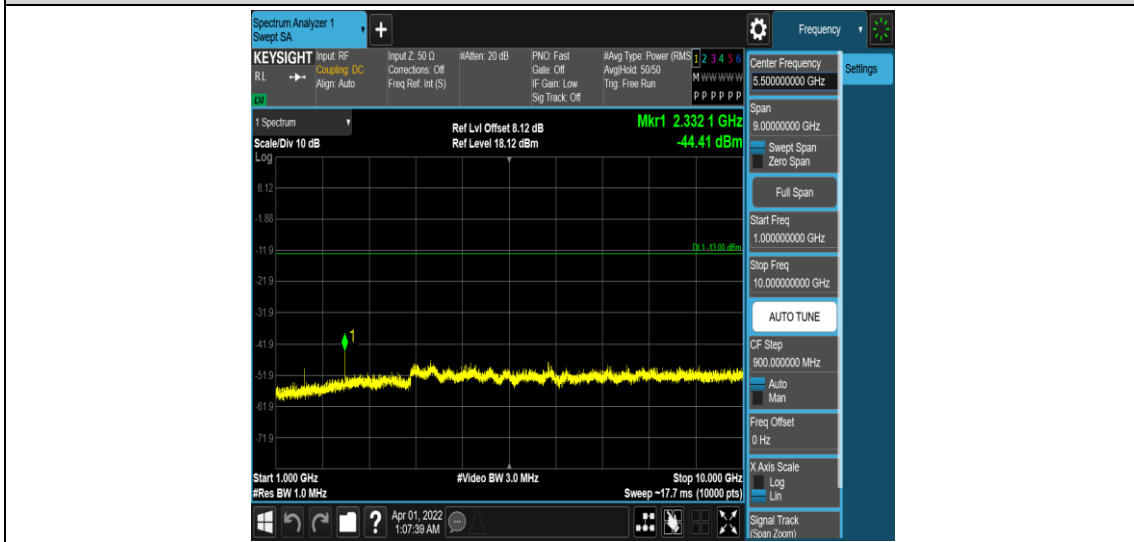 Spectrum Analyzer 1
Swept SA
+
Frequency
KEYSIGHT
RL
Input: RF
Coupling: DC
Align: Auto
Input Z: 50 Ω
Corrections: Off
Freq Ref: Int (S)
#Atten: 20 dB
PNO: Fast
Gate: Off
IF Gain: Low
Sig Track: Off
#Avg Type: Power (RMS
Avg|Hold: 50/50
Trig: Free Run
1 2 3 4 5 6
M W W W W W
P P P P P P
1 Spectrum
Scale/Div 10 dB
Log
Ref Lvl Offset 8.12 dB
Ref Level 18.12 dBm
Mkr1 2.332 1 GHz
-44.41 dBm
8.12
-1.88
-11.9
DL1 -13.00 dBm
-21.9
-31.9
1
-41.9
-51.9
-61.9
-71.9
Start 1.000 GHz
#Res BW 1.0 MHz
#Video BW 3.0 MHz
Stop 10.000 GHz
Sweep ~17.7 ms (10000 pts)
?
Apr 01, 2022
1:07:39 AM
Center Frequency
5.500000000 GHz
Settings
Span
9.00000000 GHz
Swept Span
Zero Span
Full Span
Start Freq
1.000000000 GHz
Stop Freq
10.000000000 GHz
AUTO TUNE
CF Step
900.000000 MHz
Auto
Man
Freq Offset
0 Hz
X Axis Scale
Log
Lin
Signal Track
(Span Zoom)